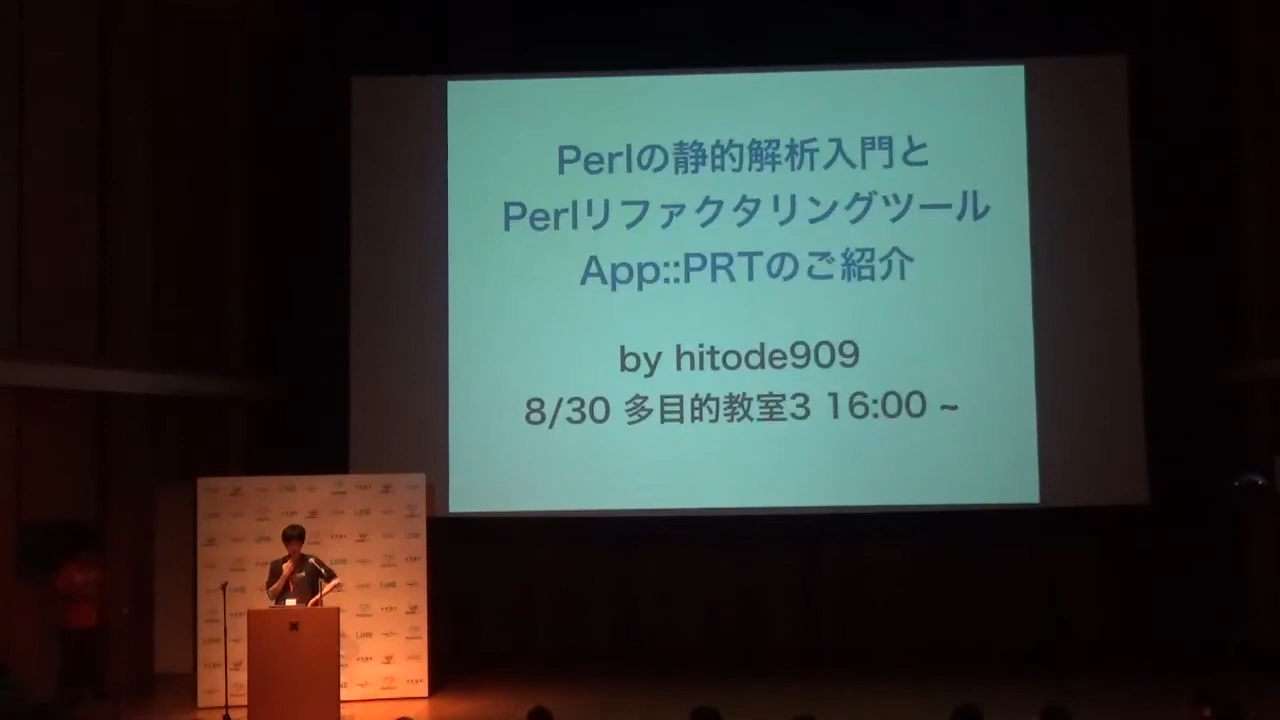 Perlの静的解析入門と
Perlリファクタリングツール
App::PRTのご紹介
by hitode909
8/30 多目的教室3 16:00 ~